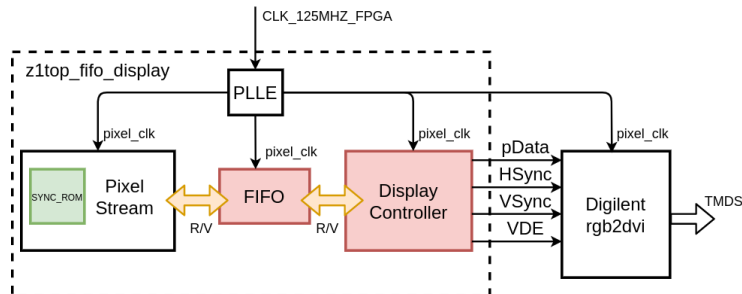 CLK_125MHZ_FPGA
z1top_fifo_display
PLLE
pixel_clk
pixel_clk
pixel_clk
pixel_clk
SYNC_ROM
Pixel
Stream
R/V
FIFO
R/V
Display
Controller
pData
HSync
VSync
VDE
Digilent
rgb2dvi
TMDS